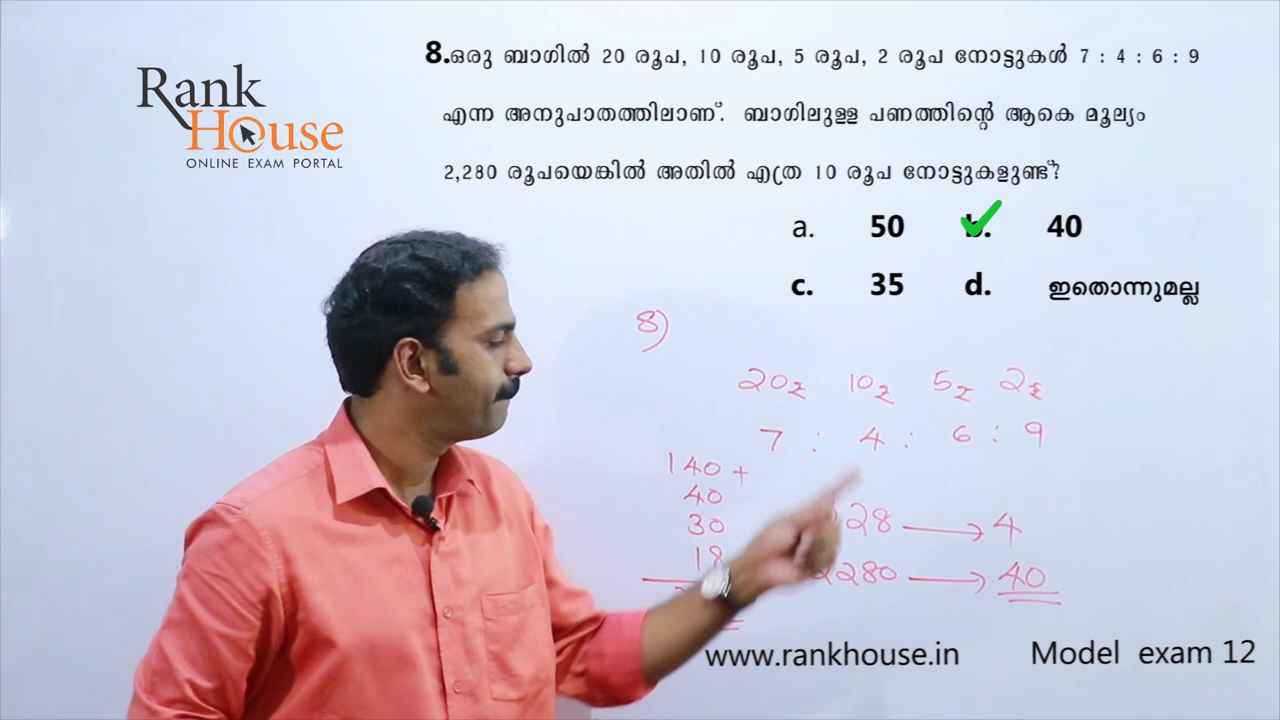 Rank
House
ONLINE EXAM PORTAL
8.ഒരു ബാഗിൽ 20 രൂപ, 10 രൂപ, 5 രൂപ, 2 രൂപ നോട്ടുകൾ 7 : 4 : 6 : 9
എന്ന അനുപാതത്തിലാണ്. ബാഗിലുള്ള പണത്തിന്റെ ആകെ മൂല്യം
2,280 രൂപയെങ്കിൽ അതിൽ എത്ര 10 രൂപ നോട്ടുകളുണ്ട്?
a. 50 b. 40
c. 35 d. ഇതൊന്നുമല്ല
8)
20₹ 10₹ 5₹ 2₹
7 : 4 : 6 : 9
140 +
40
30
18
28 → 4
2280 → 40
www.rankhouse.in Model exam 12